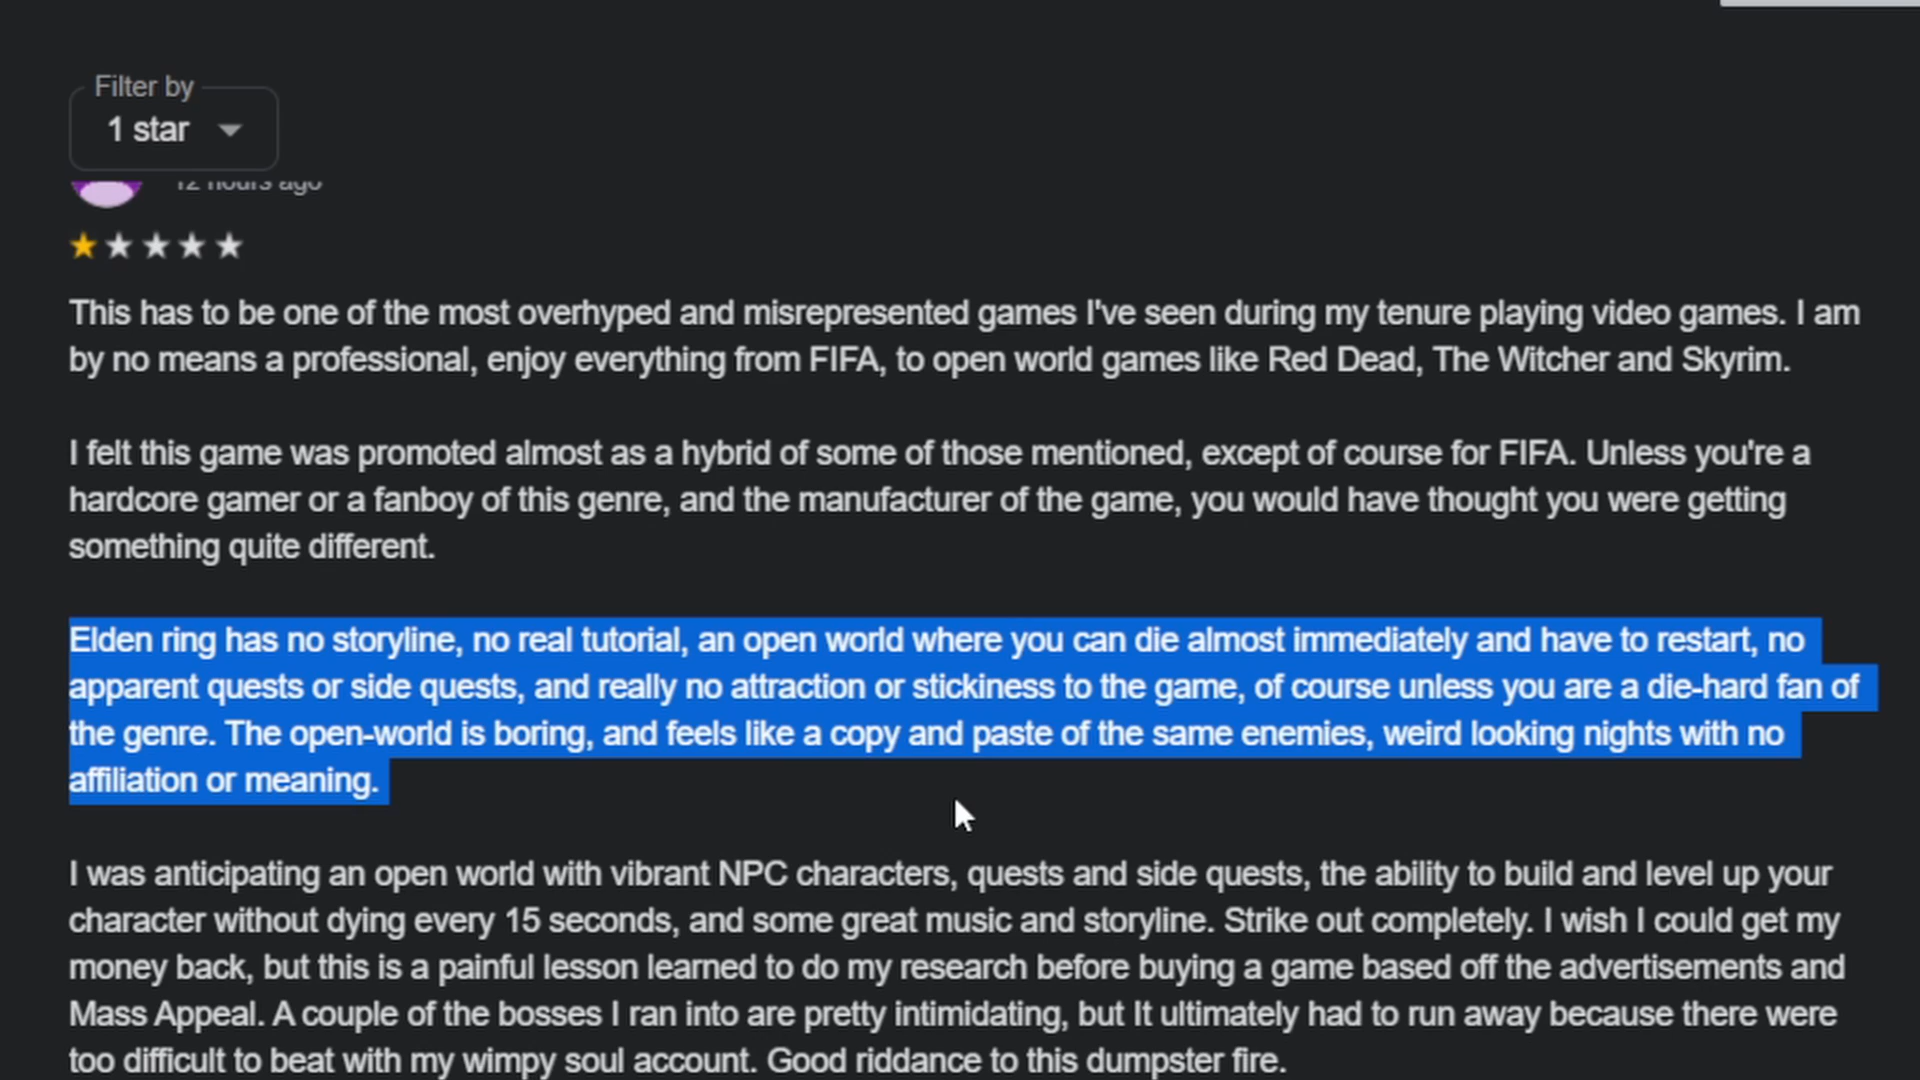 Filter by
1 star
12 hours ago
This has to be one of the most overhyped and misrepresented games I've seen during my tenure playing video games. I am
by no means a professional, enjoy everything from FIFA, to open world games like Red Dead, The Witcher and Skyrim.
I felt this game was promoted almost as a hybrid of some of those mentioned, except of course for FIFA. Unless you're a
hardcore gamer or a fanboy of this genre, and the manufacturer of the game, you would have thought you were getting
something quite different.
Elden ring has no storyline, no real tutorial, an open world where you can die almost immediately and have to restart, no
apparent quests or side quests, and really no attraction or stickiness to the game, of course unless you are a die-hard fan of
the genre. The open-world is boring, and feels like a copy and paste of the same enemies, weird looking nights with no
affiliation or meaning.
I was anticipating an open world with vibrant NPC characters, quests and side quests, the ability to build and level up your
character without dying every 15 seconds, and some great music and storyline. Strike out completely. I wish I could get my
money back, but this is a painful lesson learned to do my research before buying a game based off the advertisements and
Mass Appeal. A couple of the bosses I ran into are pretty intimidating, but It ultimately had to run away because there were
too difficult to beat with my wimpy soul account. Good riddance to this dumpster fire.